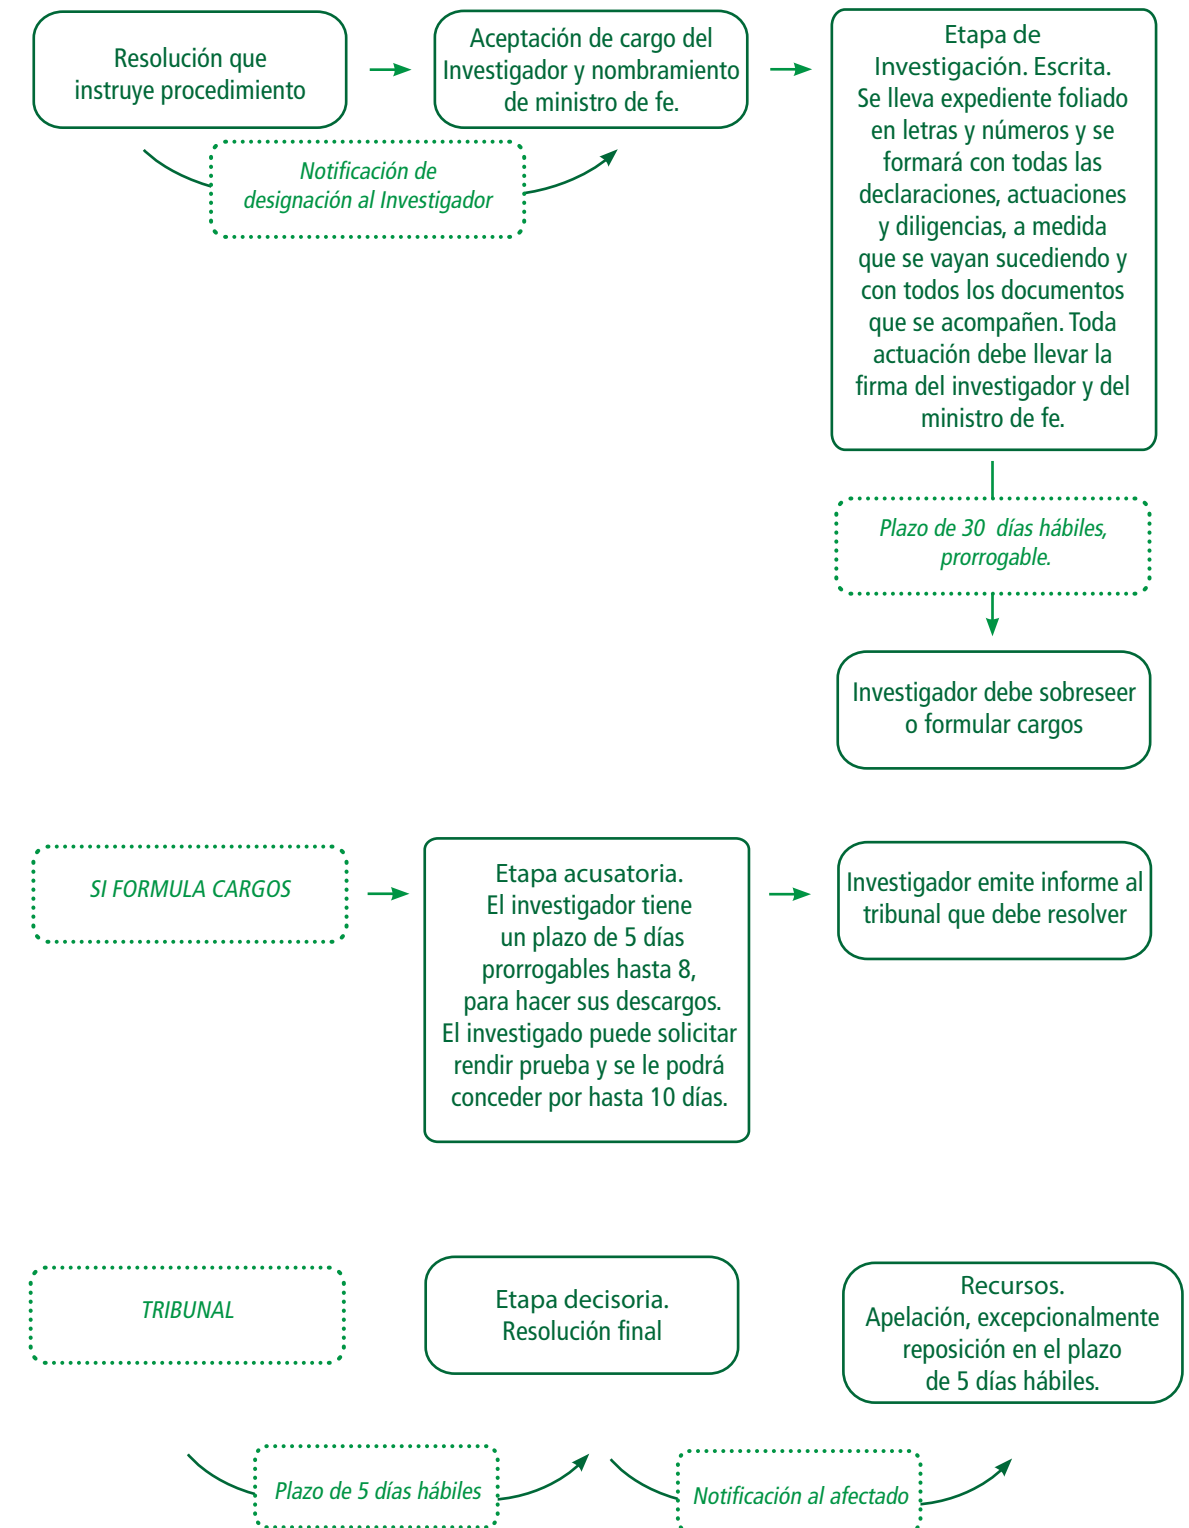 Resolución que
instruye procedimiento
Aceptación de cargo del
Investigador y nombramiento
de ministro de fe.
Notificación de
designación al Investigador
Etapa de
Investigación. Escrita.
Se lleva expediente foliado
en letras y números y se
formará con todas las
declaraciones, actuaciones
y diligencias, a medida
que se vayan sucediendo y
con todos los documentos
que se acompañen. Toda
actuación debe llevar la
firma del investigador y del
ministro de fe.
Plazo de 30 días hábiles,
prorrogable.
Investigador debe sobreseer
o formular cargos
SI FORMULA CARGOS
Etapa acusatoria.
El investigador tiene
un plazo de 5 días
prorrogables hasta 8,
para hacer sus descargos.
El investigado puede solicitar
rendir prueba y se le podrá
conceder por hasta 10 días.
Investigador emite informe al
tribunal que debe resolver
TRIBUNAL
Etapa decisoria.
Resolución final
Recursos.
Apelación, excepcionalmente
reposición en el plazo
de 5 días hábiles.
Plazo de 5 días hábiles
Notificación al afectado